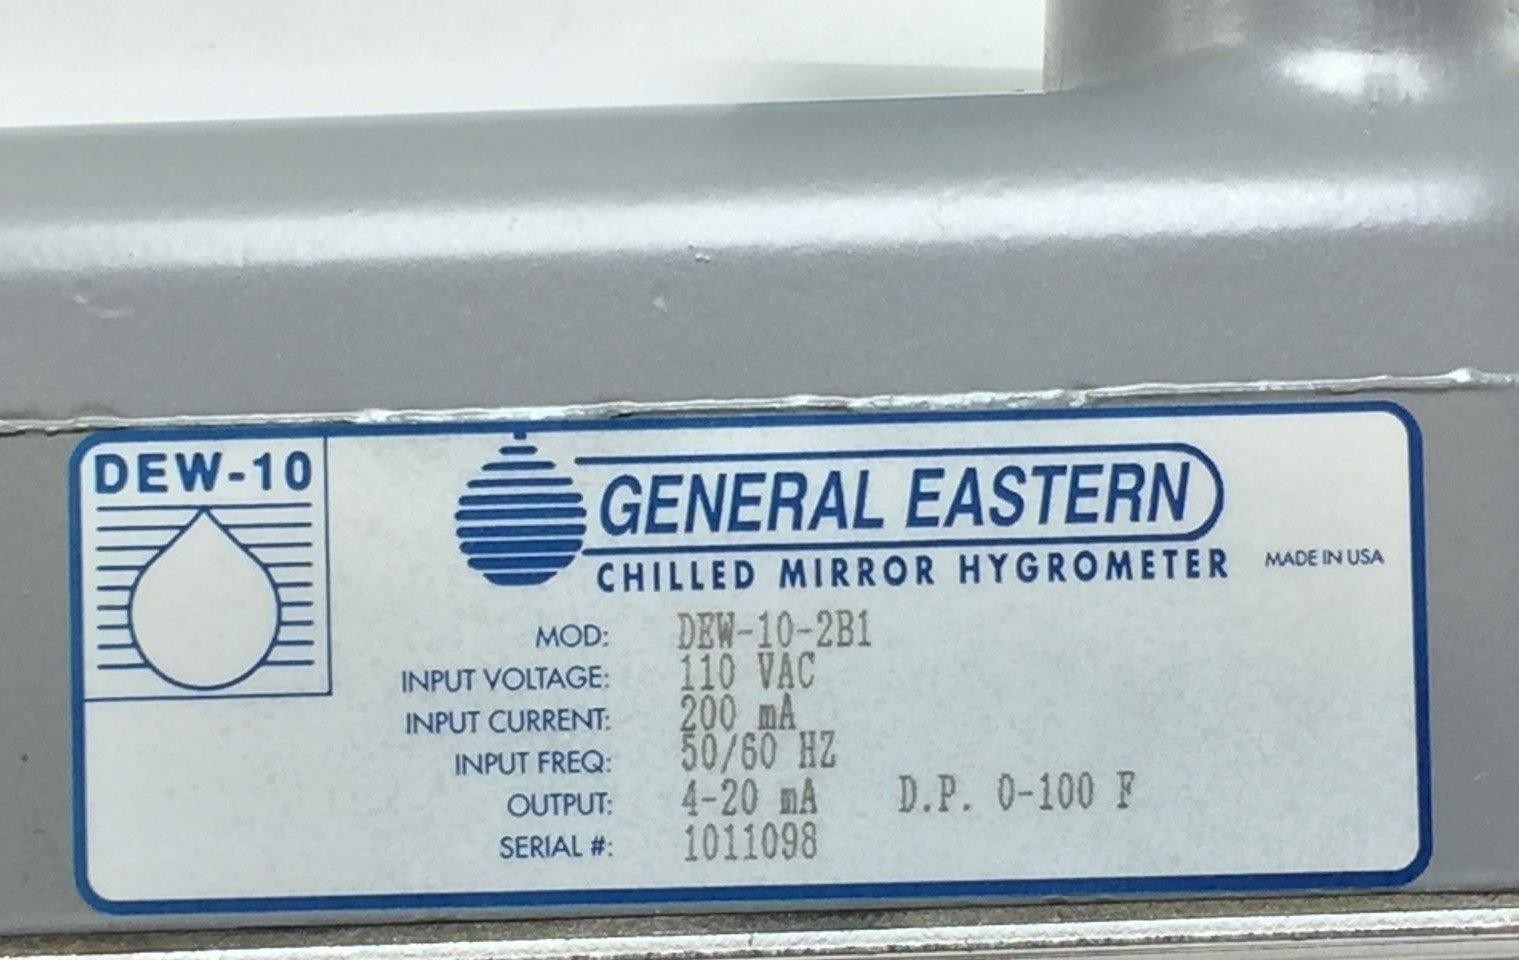 DEW-10
GENERAL EASTERN
CHILLED MIRROR HYGROMETER MADE IN USA
MOD: DEW-10-2B1
INPUT VOLTAGE: 110 VAC
INPUT CURRENT: 200 mA
INPUT FREQ: 50/60 HZ
OUTPUT: 4-20 mA D.P. 0-100 F
SERIAL #: 1011098